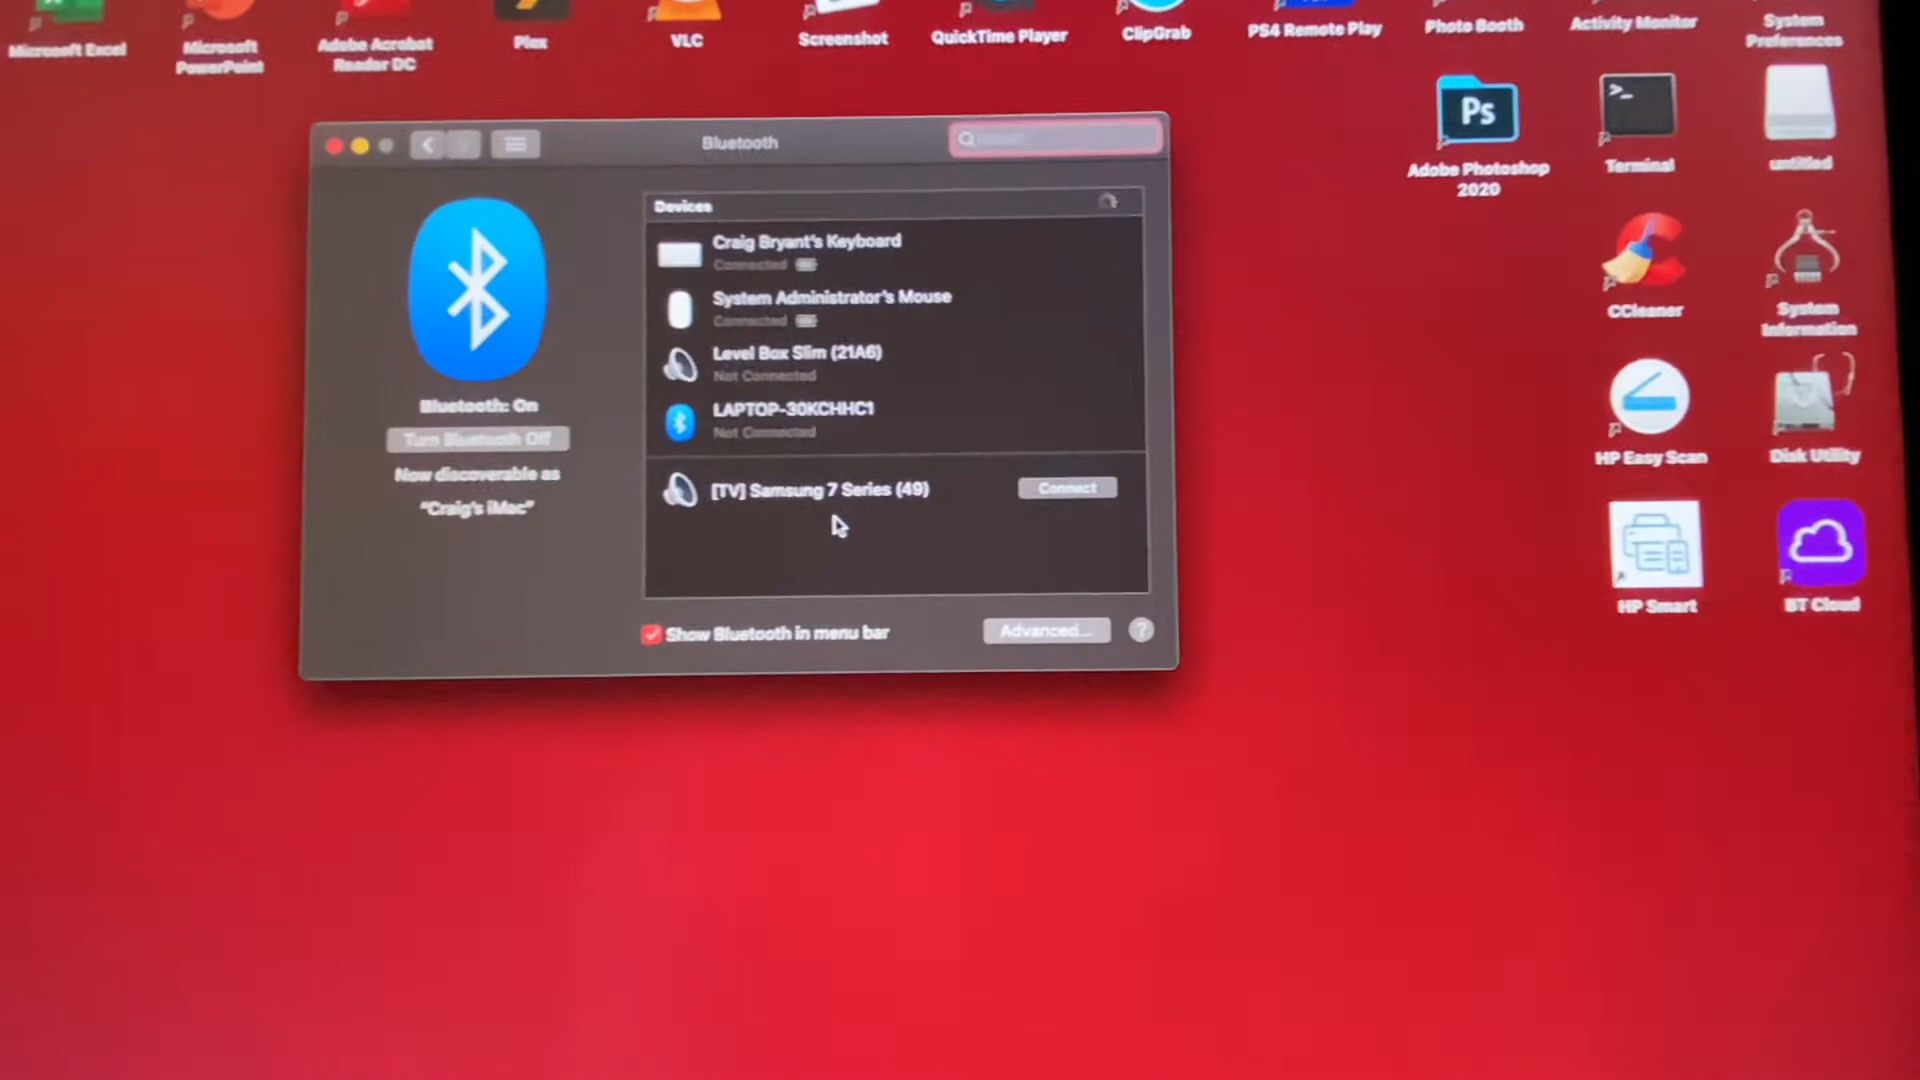 Microsoft Excel
Microsoft
PowerPoint
Adobe Acrobat
Reader DC
Plex
VLC
Screenshot
QuickTime Player
ClipGrab
PS4 Remote Play
Photo Booth
Activity Monitor
System
Preferences
Bluetooth
Devices
Craig Bryant's Keyboard
Connected
System Administrator's Mouse
Connected
Level Box Slim (21A6)
Not Connected
LAPTOP-30KCHHC1
Not Connected
[TV] Samsung 7 Series (49)
Connect
Bluetooth: On
Turn Bluetooth Off
Now discoverable as
"Craig's iMac"
Show Bluetooth in menu bar
Advanced...
?
Ps
Adobe Photoshop
2020
>_
Terminal
untitled
CCleaner
System
Information
HP Easy Scan
Disk Utility
HP Smart
BT Cloud